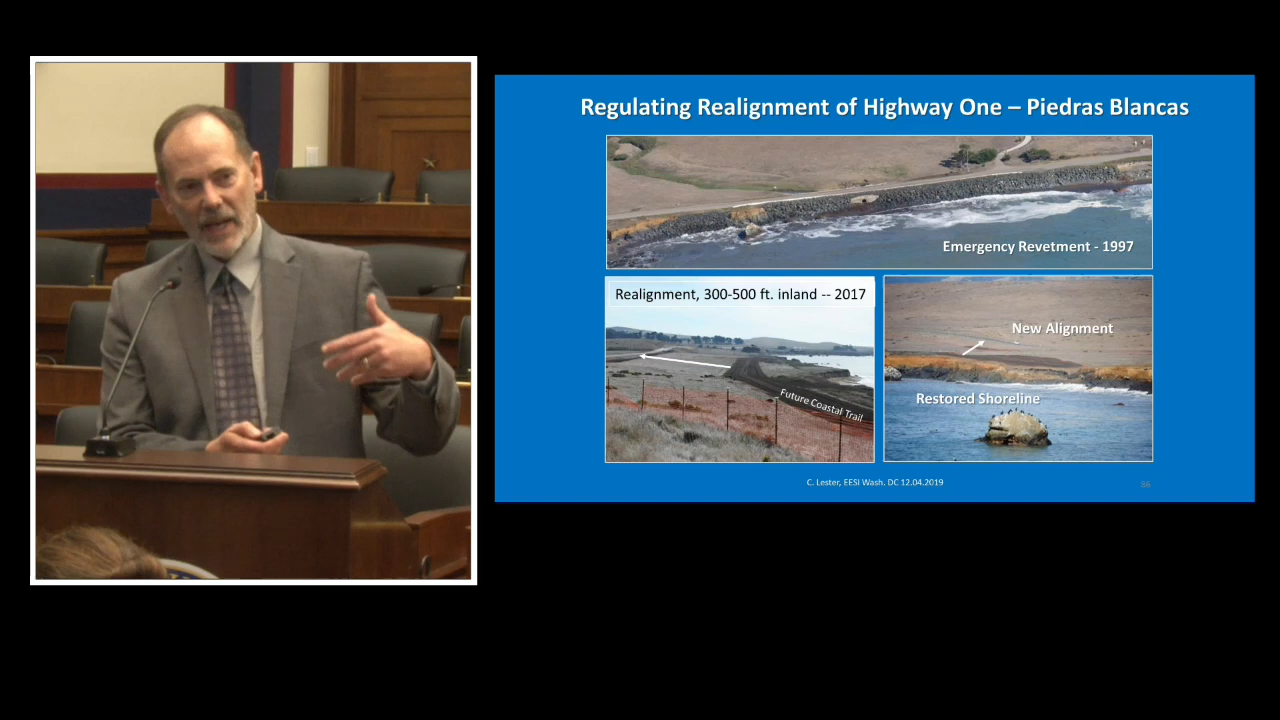 Regulating Realignment of Highway One – Piedras Blancas
Emergency Revetment - 1997
Realignment, 300-500 ft. inland -- 2017
Future Coastal Trail
New Alignment
Restored Shoreline
C. Lester, EESI Wash. DC 12.04.2019
36